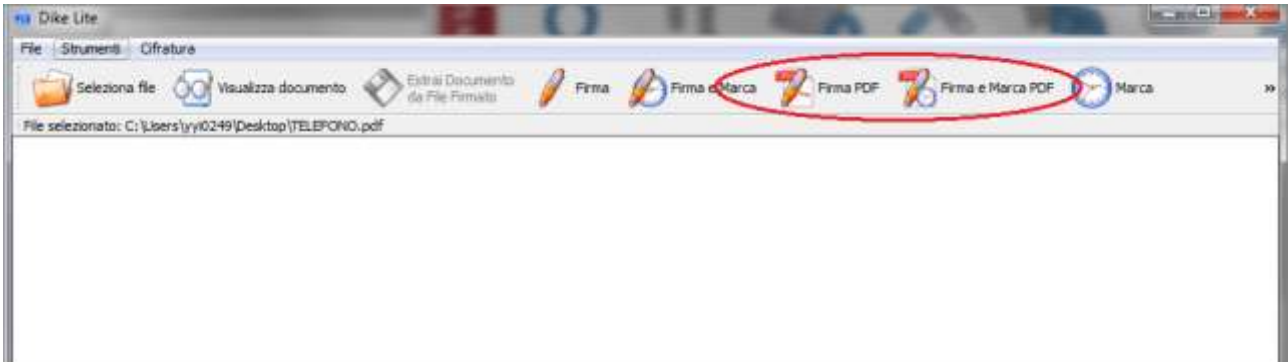 Dike Lite
File Strumenti Cifratura
Seleziona file Visualizza documento Estrai Documento da File Firmato Firma Firma e Marca Firma PDF Firma e Marca PDF Marca »
File selezionato: C:\Users\yyi0249\Desktop\TELEFONO.pdf